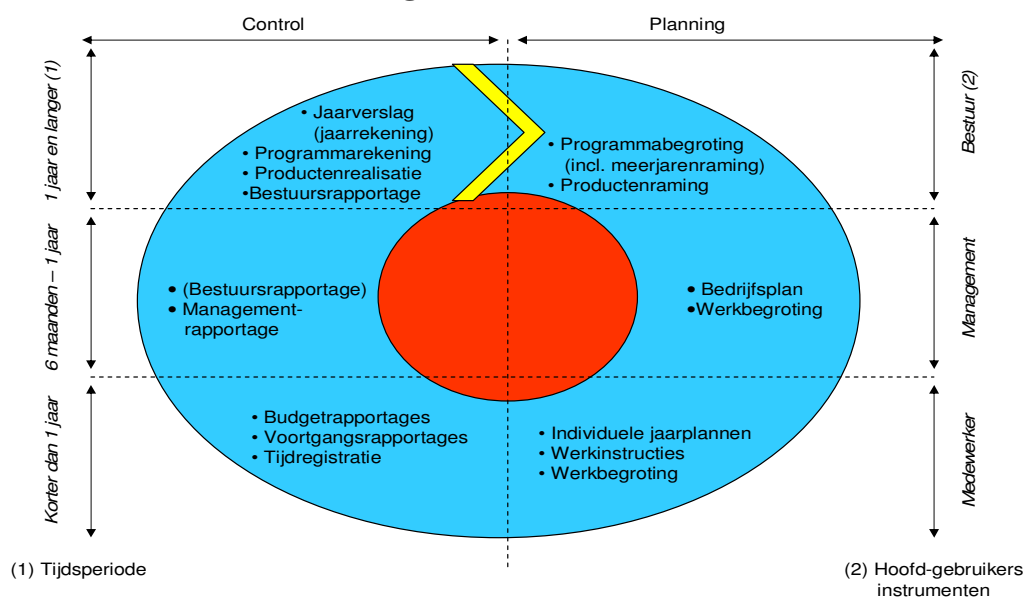 Control
Planning
1 jaar en langer (1)
Bestuur (2)
• Jaarverslag
(jaarrekening)
• Programmarekening
• Productenrealisatie
•Bestuursrapportage
• Programmabegroting
(incl. meerjarenraming)
• Productenraming
6 maanden – 1 jaar
Management
• (Bestuursrapportage)
• Management-
rapportage
• Bedrijfsplan
•Werkbegroting
Korter dan 1 jaar
Medewerker
• Budgetrapportages
• Voortgangsrapportages
• Tijdregistratie
• Individuele jaarplannen
• Werkinstructies
• Werkbegroting
(1) Tijdsperiode
(2) Hoofd-gebruikers
instrumenten